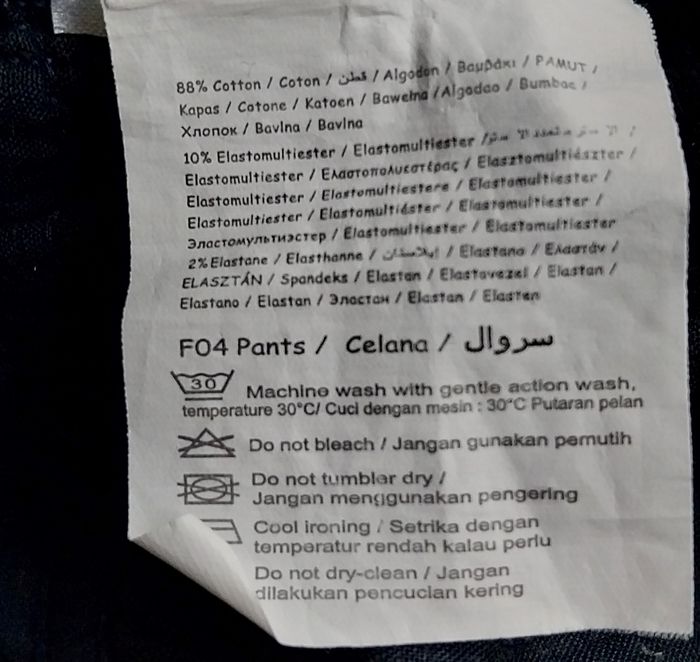 88% Cotton / Coton / قطن / Algodon / Βαμβάκι / PAMUT /
Kapas / Cotone / Katoen / Bawełna / Algodao / Bumbac /
Хлопок / Bavlna / Bavlna
10% Elastomultiester / Elastomultiester /
Elastomultiester / Ελαστοπολυεστέρας / Elasztomultiészter /
Elastomultiester / Elastomultiestere / Elastomultiester /
Elastomultiester / Elastomultiéster / Elastomultiester /
Эластомультиэстер / Elastomultiester / Elastomultiester
2% Elastane / Elasthanne / إيلاستان / Elastano / Ελαστάν /
ELASZTÁN / Spandeks / Elastan / Elastovezel / Elastan /
Elastano / Elastan / Эластан / Elastan / Elasten
F04 Pants / Celana / سروال
30 Machine wash with gentle action wash,
temperature 30°C/ Cuci dengan mesin : 30°C Putaran pelan
Do not bleach / Jangan gunakan pemutih
Do not tumbler dry /
Jangan menggunakan pengering
Cool ironing / Setrika dengan
temperatur rendah kalau perlu
Do not dry-clean / Jangan
dilakukan pencucian kering